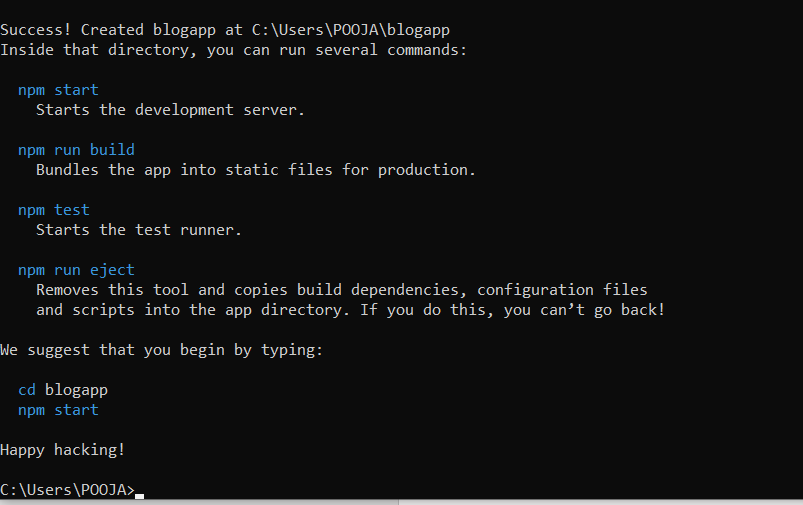 Success! Created blogapp at C:\Users\POOJA\blogapp
Inside that directory, you can run several commands:
npm start
Starts the development server.
npm run build
Bundles the app into static files for production.
npm test
Starts the test runner.
npm run eject
Removes this tool and copies build dependencies, configuration files
and scripts into the app directory. If you do this, you can’t go back!
We suggest that you begin by typing:
cd blogapp
npm start
Happy hacking!
C:\Users\POOJA>